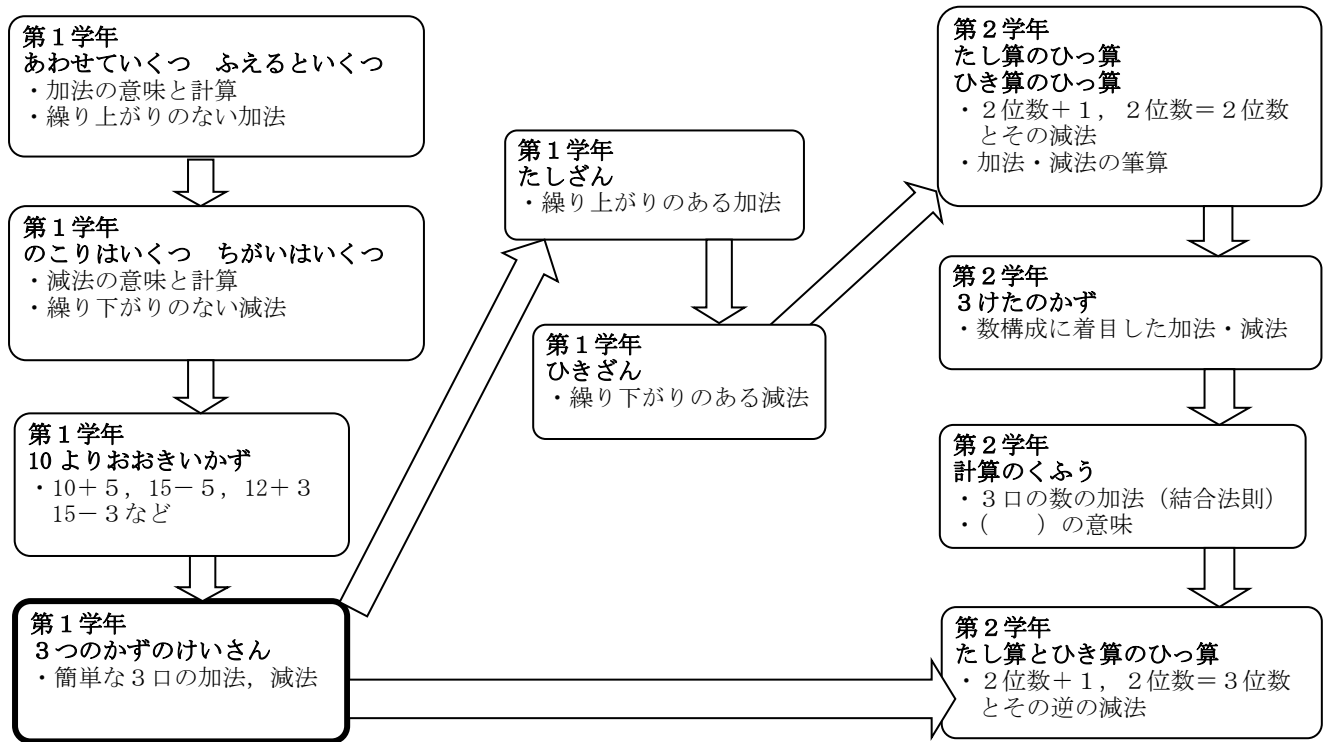 第１学年
あわせていくつ　ふえるといくつ
・加法の意味と計算
・繰り上がりのない加法
第１学年
のこりはいくつ　ちがいはいくつ
・減法の意味と計算
・繰り下がりのない減法
第１学年
10よりおおきいかず
・10＋５，15－５，12＋３
15－３など
第１学年
３つのかずのけいさん
・簡単な３口の加法，減法
第１学年
たしざん
・繰り上がりのある加法
第１学年
ひきざん
・繰り下がりのある減法
第２学年
たし算のひっ算
ひき算のひっ算
・２位数＋１，２位数＝２位数
とその減法
・加法・減法の筆算
第２学年
３けたのかず
・数構成に着目した加法・減法
第２学年
計算のくふう
・３口の数の加法（結合法則）
・（　　）の意味
第２学年
たし算とひき算のひっ算
・２位数＋１，２位数＝３位数
とその逆の減法